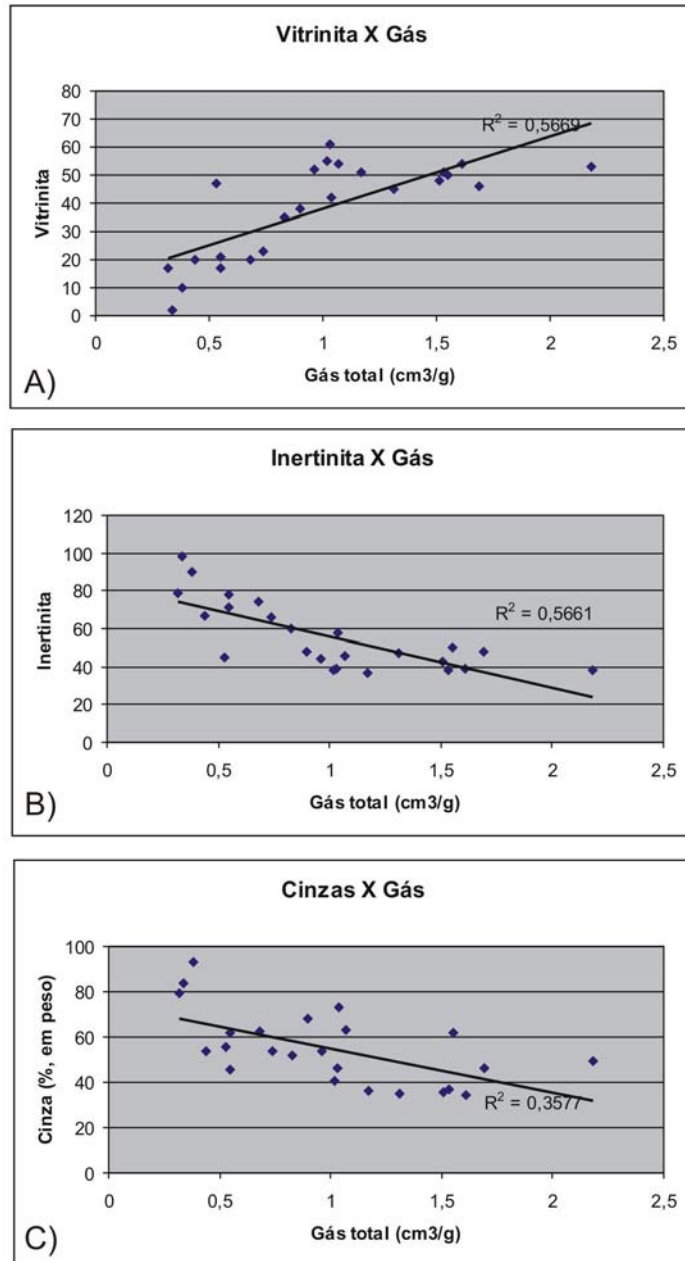 Vitrinita X Gás
80
70
60
50
40
30
20
10
0
Vitrinita
R² = 0,5669
0 0,5 1 1,5 2 2,5
Gás total (cm3/g)
A)
Inertinita X Gás
120
100
80
60
40
20
0
Inertinita
R² = 0,5661
0 0,5 1 1,5 2 2,5
Gás total (cm3/g)
B)
Cinzas X Gás
100
80
60
40
20
0
Cinza (%, em peso)
R² = 0,3577
0 0,5 1 1,5 2 2,5
Gás total (cm3/g)
C)